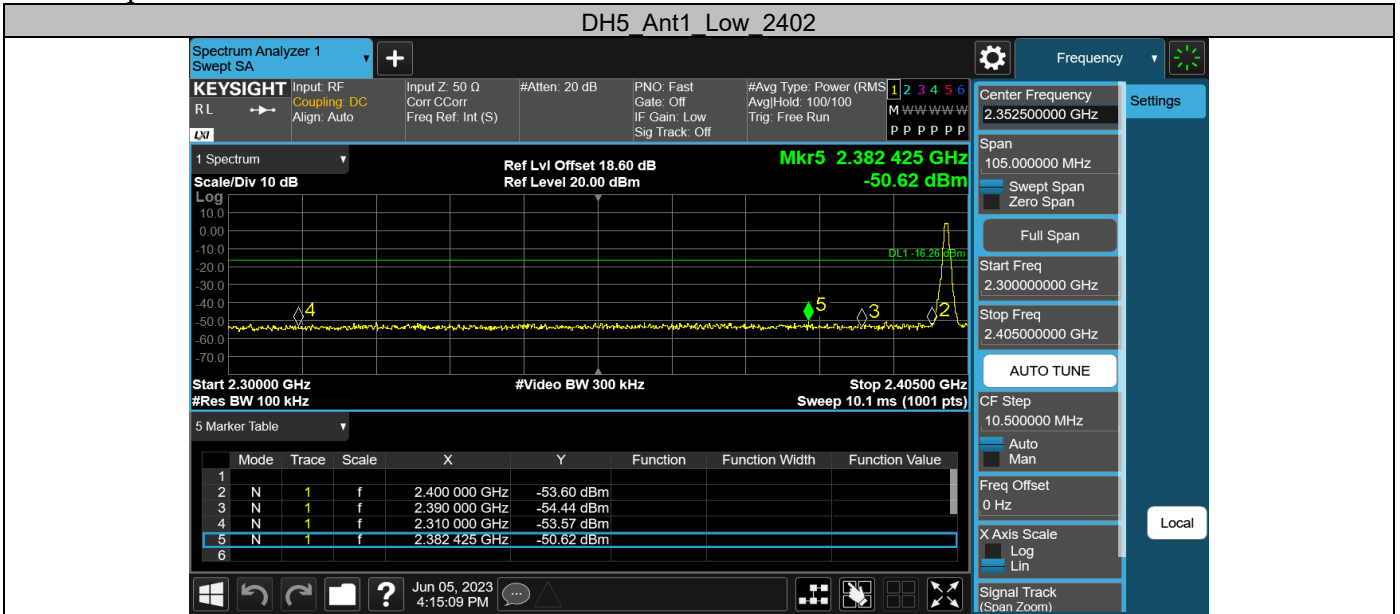 DH5_Ant1_Low_2402
Spectrum Analyzer 1
Swept SA
Frequency
KEYSIGHT
RL
LXI
Input: RF
Coupling: DC
Align: Auto
Input Z: 50 Ω
Corr CCorr
Freq Ref: Int (S)
#Atten: 20 dB
PNO: Fast
Gate: Off
IF Gain: Low
Sig Track: Off
#Avg Type: Power (RMS
Avg|Hold: 100/100
Trig: Free Run
1 2 3 4 5 6
M W W W W W
P P P P P P
1 Spectrum
Scale/Div 10 dB
Ref Lvl Offset 18.60 dB
Ref Level 20.00 dBm
Mkr5 2.382 425 GHz
-50.62 dBm
Log
10.0
0.00
-10.0
-20.0
-30.0
-40.0
-50.0
-60.0
-70.0
DL1 -16.26 dBm
4
5
3
2
Start 2.30000 GHz
#Video BW 300 kHz
Stop 2.40500 GHz
#Res BW 100 kHz
Sweep 10.1 ms (1001 pts)
5 Marker Table
Mode Trace Scale X Y Function Function Width Function Value
1
2 N 1 f 2.400 000 GHz -53.60 dBm
3 N 1 f 2.390 000 GHz -54.44 dBm
4 N 1 f 2.310 000 GHz -53.57 dBm
5 N 1 f 2.382 425 GHz -50.62 dBm
6
?
Jun 05, 2023
4:15:09 PM
Center Frequency
2.352500000 GHz
Settings
Span
105.000000 MHz
Swept Span
Zero Span
Full Span
Start Freq
2.300000000 GHz
Stop Freq
2.405000000 GHz
AUTO TUNE
CF Step
10.500000 MHz
Auto
Man
Freq Offset
0 Hz
Local
X Axis Scale
Log
Lin
Signal Track
(Span Zoom)